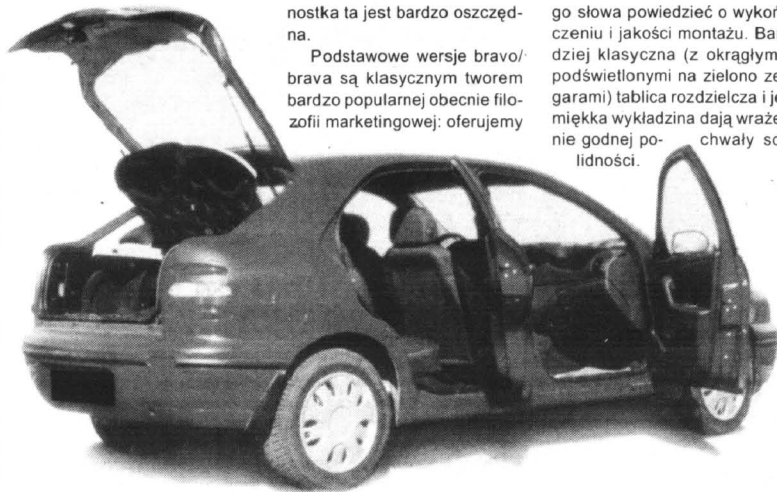 nostka ta jest bardzo oszczęd-
na.
Podstawowe wersje bravo/
brava są klasycznym tworem
bardzo popularnej obecnie filo-
zofii marketingowej: oferujemy
go słowa powiedzieć o wykoń
czeniu i jakości montażu. Bar
dziej klasyczna (z okrągłym
podświetlonymi na zielono ze
garami) tablica rozdzielcza i je
miękka wykładzina dają wraże
nie godnej po- chwały so
lidności.